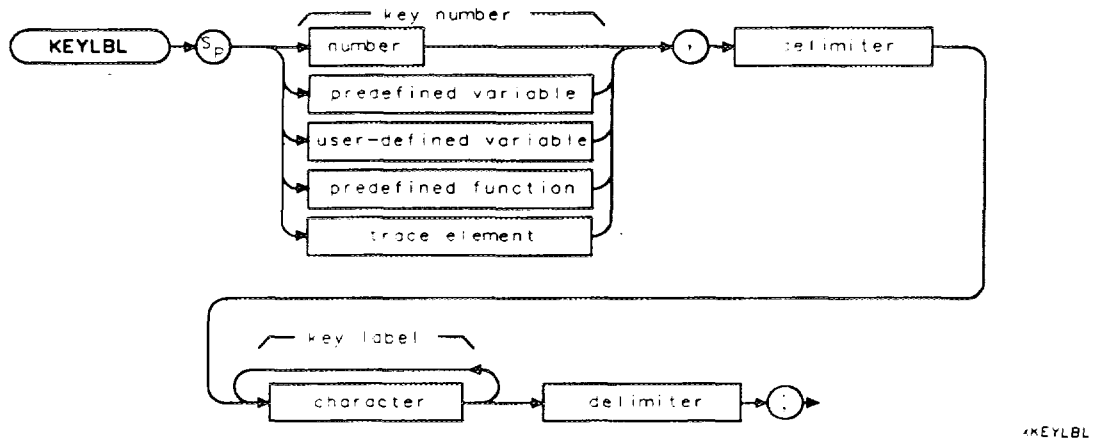 key number
KEYLBL SP number , delimiter
predefined variable
user-defined variable
predefined function
trace element
key label
character delimiter ;
KEYLBL